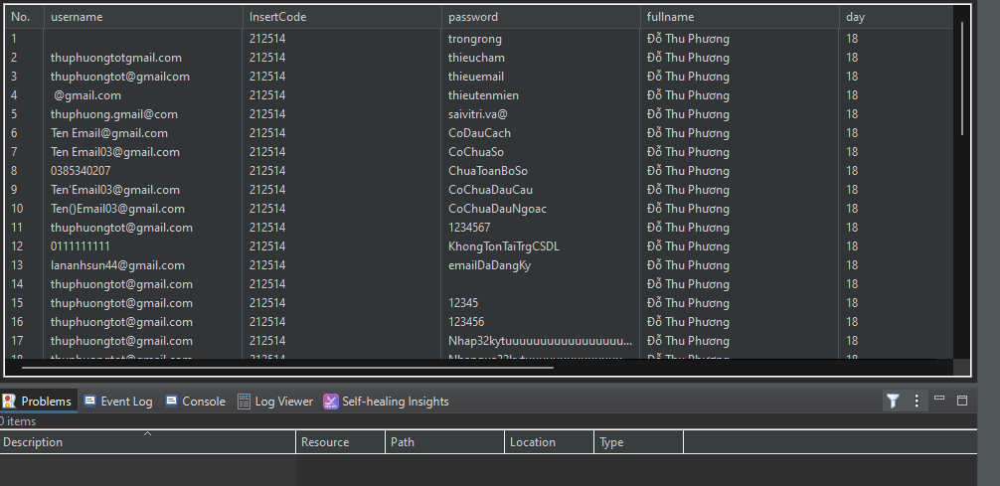 No. username InsertCode password fullname day
1 212514 trongrong Đỗ Thu Phương 18
2 thuphuongtotgmail.com 212514 thieucham Đỗ Thu Phương 18
3 thuphuongtot@gmailcom 212514 thieuemail Đỗ Thu Phương 18
4 @gmail.com 212514 thieutenmien Đỗ Thu Phương 18
5 thuphuong.gmail@com 212514 saivitri.va@ Đỗ Thu Phương 18
6 Ten Email@gmail.com 212514 CoDauCach Đỗ Thu Phương 18
7 Ten Email03@gmail.com 212514 CoChuaSo Đỗ Thu Phương 18
8 0385340207 212514 ChuaToanBoSo Đỗ Thu Phương 18
9 Ten'Email03@gmail.com 212514 CoChuaDauCau Đỗ Thu Phương 18
10 Ten()Email03@gmail.com 212514 CoChuaDauNgoac Đỗ Thu Phương 18
11 thuphuongtot@gmail.com 212514 1234567 Đỗ Thu Phương 18
12 0111111111 212514 KhongTonTaiTrgCSDL Đỗ Thu Phương 18
13 lananhsun44@gmail.com 212514 emailDaDangKy Đỗ Thu Phương 18
14 thuphuongtot@gmail.com 212514 Đỗ Thu Phương 18
15 thuphuongtot@gmail.com 212514 12345 Đỗ Thu Phương 18
16 thuphuongtot@gmail.com 212514 123456 Đỗ Thu Phương 18
17 thuphuongtot@gmail.com 212514 Nhap32kytuuuuuuuuuuuuuuuuuu... Đỗ Thu Phương 18
18 thuphuongtot@gmail.com 212514 Đỗ Thu Phương 18
Problems Event Log Console Log Viewer Self-healing Insights
0 items
Description Resource Path Location Type